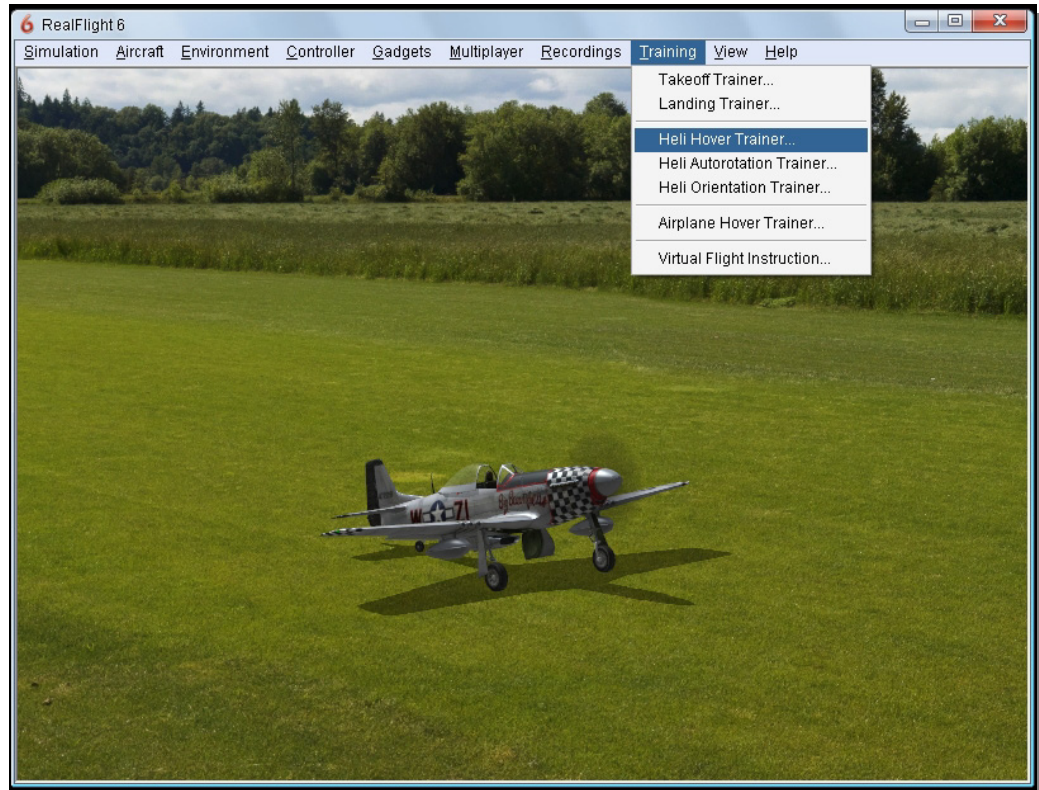 RealFlight 6
Simulation Aircraft Environment Controller Gadgets Multiplayer Recordings Training View Help
Takeoff Trainer...
Landing Trainer...
Heli Hover Trainer...
Heli Autorotation Trainer...
Heli Orientation Trainer...
Airplane Hover Trainer...
Virtual Flight Instruction...
W Z1